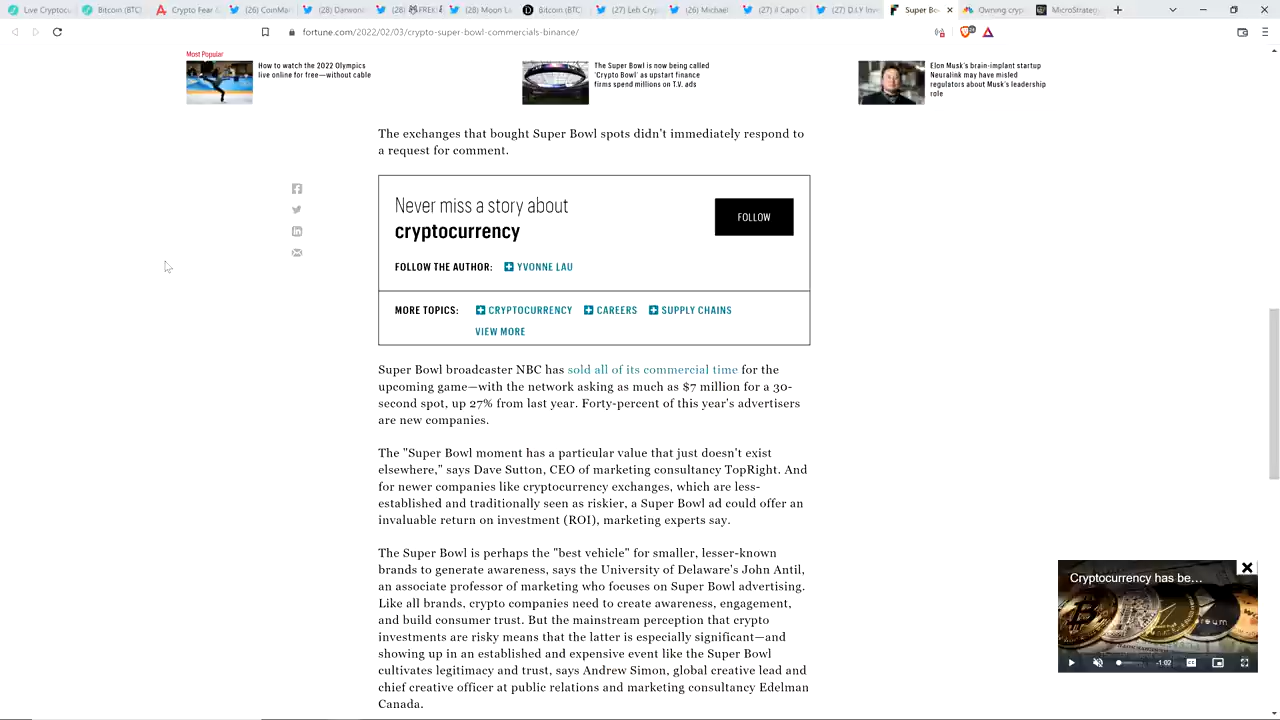 Live Crypto
Crypto Fear &
(26) CoinMar
(28) Darwons
(28)
(28) Moon L
Bitcoin(BTC)
(27) Leb Cry
(26) Michael
(27) il Capo C
(27) D.I.Y Inve
Super Bow
Owning crypto
MicroStrategy
fortune.com/2022/02/03/crypto-super-bowl-commercials-binance/
Most Popular
How to watch the 2022 Olympics
live online for free—without cable
The Super Bowl is now being called
'Crypto Bowl' as upstart finance
firms spend millions on T.V. ads
Elon Musk's brain-implant startup
Neuralink may have misled
regulators about Musk's leadership
role
The exchanges that bought Super Bowl spots didn't immediately respond to
a request for comment.
Never miss a story about
cryptocurrency
FOLLOW
FOLLOW THE AUTHOR: YVONNE LAU
MORE TOPICS: CRYPTOCURRENCY CAREERS SUPPLY CHAINS
VIEW MORE
Super Bowl broadcaster NBC has sold all of its commercial time for the
upcoming game—with the network asking as much as $7 million for a 30-
second spot, up 27% from last year. Forty-percent of this year's advertisers
are new companies.
The "Super Bowl moment has a particular value that just doesn't exist
elsewhere," says Dave Sutton, CEO of marketing consultancy TopRight. And
for newer companies like cryptocurrency exchanges, which are less-
established and traditionally seen as riskier, a Super Bowl ad could offer an
invaluable return on investment (ROI), marketing experts say.
The Super Bowl is perhaps the "best vehicle" for smaller, lesser-known
brands to generate awareness, says the University of Delaware's John Antil,
an associate professor of marketing who focuses on Super Bowl advertising.
Like all brands, crypto companies need to create awareness, engagement,
and build consumer trust. But the mainstream perception that crypto
investments are risky means that the latter is especially significant—and
showing up in an established and expensive event like the Super Bowl
cultivates legitimacy and trust, says Andrew Simon, global creative lead and
chief creative officer at public relations and marketing consultancy Edelman
Canada.
Cryptocurrency has be...
-1:02